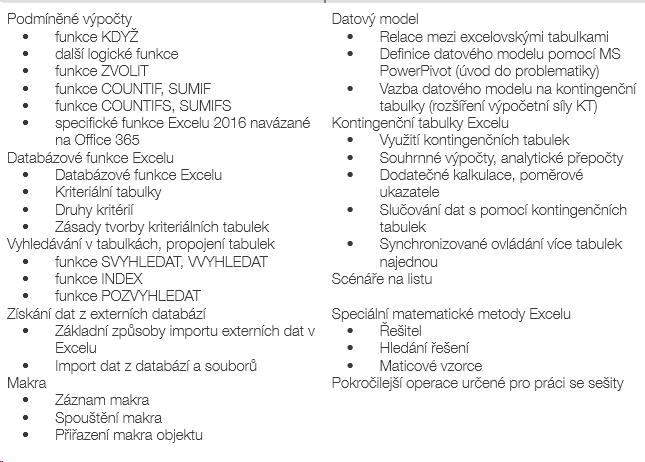 Podmíněné výpočty
• funkce KDYŽ
• další logické funkce
• funkce ZVOLIT
• funkce COUNTIF, SUMIF
• funkce COUNTIFS, SUMIFS
• specifické funkce Excelu 2016 navázané
na Office 365
Databázové funkce Excelu
• Databázové funkce Excelu
• Kriteriální tabulky
• Druhy kritérií
• Zásady tvorby kriteriálních tabulek
Vyhledávání v tabulkách, propojení tabulek
• funkce SVYHLEDAT, VVYHLEDAT
• funkce INDEX
• funkce POZVYHLEDAT
Získání dat z externích databází
• Základní způsoby importu externích dat v
Excelu
• Import dat z databází a souborů
Makra
• Záznam makra
• Spouštění makra
• Přiřazení makra objektu
Datový model
• Relace mezi excelovskými tabulkami
• Definice datového modelu pomocí MS
PowerPivot (úvod do problematiky)
• Vazba datového modelu na kontingenční
tabulky (rozšíření výpočetní síly KT)
Kontingenční tabulky Excelu
• Využití kontingenčních tabulek
• Souhrnné výpočty, analytické přepočty
• Dodatečné kalkulace, poměrové
ukazatele
• Slučování dat s pomocí kontingenčních
tabulek
• Synchronizované ovládání více tabulek
najednou
Scénáře na listu
Speciální matematické metody Excelu
• Řešitel
• Hledání řešení
• Maticové vzorce
Pokročilejší operace určené pro práci se sešity